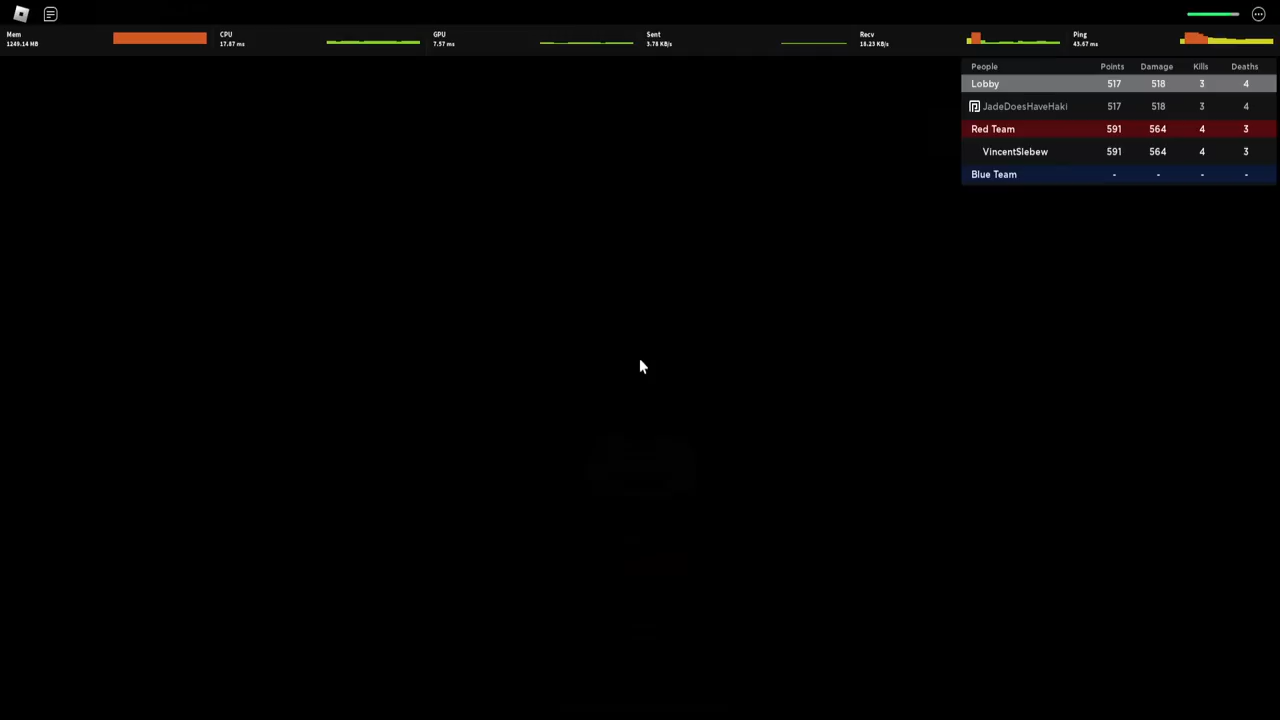 Mem CPU GPU Sent Recv Ping
1249.14 MB 17.87 ms 7.57 ms 3.78 KB/s 18.23 KB/s 43.67 ms
People Points Damage Kills Deaths
Lobby 517 518 3 4
JadeDoesHaveHaki 517 518 3 4
Red Team 591 564 4 3
VincentSlebew 591 564 4 3
Blue Team - - - -